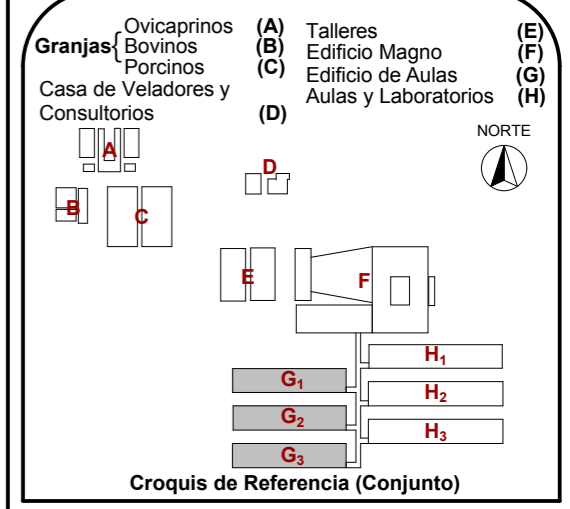 Granjas{ Ovicaprinos (A)
Bovinos (B)
Porcinos (C)
Casa de Veladores y
Consultorios (D)
Talleres (E)
Edificio Magno (F)
Edificio de Aulas (G)
Aulas y Laboratorios (H)
NORTE
A
D
B
C
E
F
H₁
G₁
H₂
G₂
H₃
G₃
Croquis de Referencia (Conjunto)